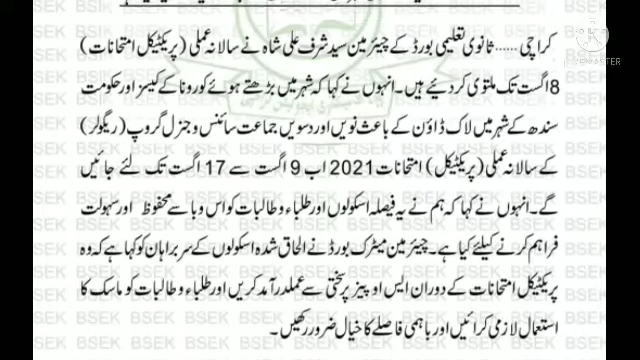 کراچی ...... ثانوی تعلیمی بورڈ کے چیئرمین سید شرف علی شاہ نے سالانہ عملی (پریکٹیکل امتحانات)
8 اگست تک ملتوی کر دئیے ہیں۔ انہوں نے کہا کہ شہر میں بڑھتے ہوئے کورونا کے کیسز اور حکومت
سندھ کے شہر میں لاک ڈاؤن کے باعث نویں اور دسویں جماعت سائنس و جنرل گروپ (ریگولر)
کے سالانہ عملی (پریکٹیکل) امتحانات 2021 اب 9 اگست سے 17 اگست تک لئے جائیں
گے۔ انہوں نے کہا کہ ہم نے یہ فیصلہ اسکولوں اور طلباء و طالبات کو اس وبا سے محفوظ اور سہولت
فراہم کرنے کیلئے کیا ہے۔ چیئرمین میٹرک بورڈ نے الحاق شدہ اسکولوں کے سربراہان کو کہا ہے کہ وہ
پریکٹیکل امتحانات کے دوران ایس او پیز پر سختی سے عملدرآمد کریں اور طلباء و طالبات کو ماسک کا
استعمال لازمی کرائیں اور باہمی فاصلے کا خیال ضرور رکھیں۔